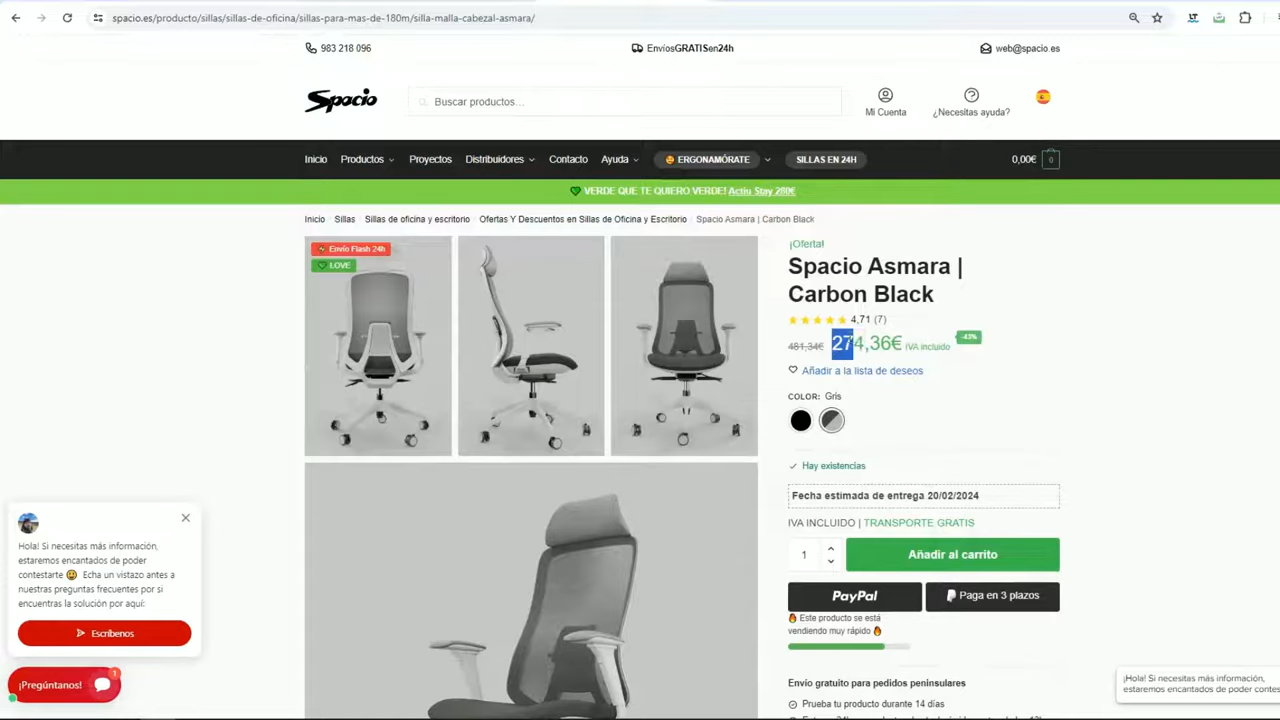 spacio.es/producto/sillas/sillas-de-oficina/sillas-para-mas-de-180m/silla-malla-cabezal-asmara/
LT
983 218 096
EnvíosGRATISen24h
web@spacio.es
Spacio
Buscar productos…
Mi Cuenta
¿Necesitas ayuda?
Inicio
Productos
Proyectos
Distribuidores
Contacto
Ayuda
ERGONAMÓRATE
SILLAS EN 24H
0,00€
0
VERDE QUE TE QUIERO VERDE! Actiu Stay 280€
Inicio
Sillas
Sillas de oficina y escritorio
Ofertas Y Descuentos en Sillas de Oficina y Escritorio
Spacio Asmara | Carbon Black
Envío Flash 24h
LOVE
¡Oferta!
Spacio Asmara |
Carbon Black
4,71 (7)
481,34€ 274,36€ IVA incluido -43%
Añadir a la lista de deseos
COLOR: Gris
Hay existencias
Fecha estimada de entrega 20/02/2024
IVA INCLUIDO | TRANSPORTE GRATIS
1
Añadir al carrito
PayPal
Paga en 3 plazos
Este producto se está
vendiendo muy rápido
Envío gratuito para pedidos peninsulares
Prueba tu producto durante 14 días
Hola! Si necesitas más información,
estaremos encantados de poder
contestarte 😃 Echa un vistazo antes a
nuestras preguntas frecuentes por si
encuentras la solución por aquí:
Escríbenos
¡Pregúntanos!
1
¡Hola! Si necesitas más información,
estaremos encantados de poder contes